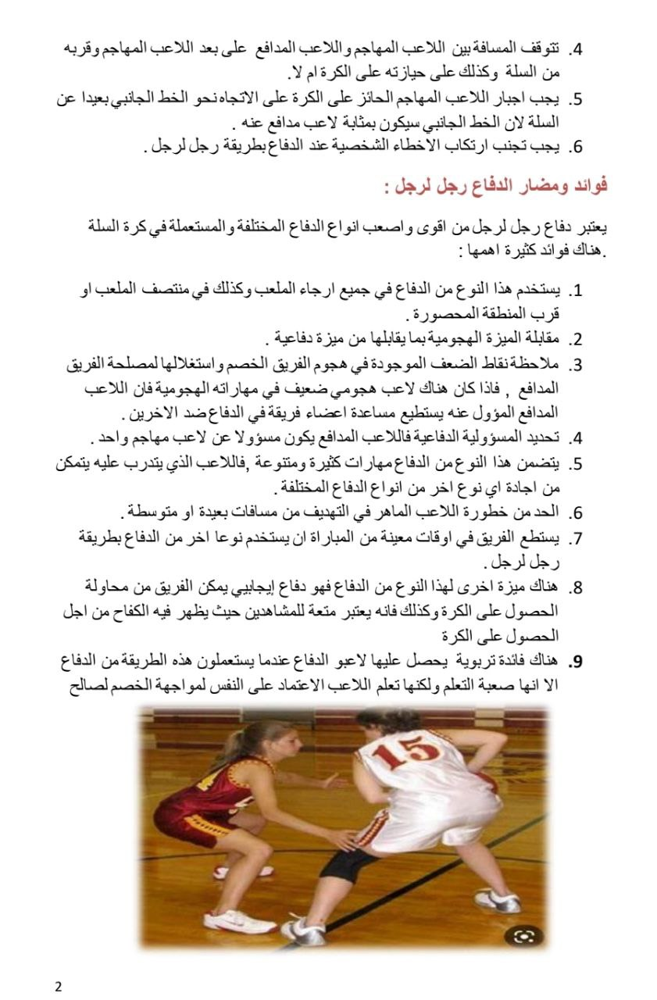 4. تتوقف المسافة بين اللاعب المهاجم واللاعب المدافع على بعد اللاعب المهاجم وقربه
من السلة وكذلك على حيازته على الكرة ام لا.
5. يجب اجبار اللاعب المهاجم الحائز على الكرة على الاتجاه نحو الخط الجانبي بعيدا عن
السلة لان الخط الجانبي سيكون بمثابة لاعب مدافع عنه .
6. يجب تجنب ارتكاب الاخطاء الشخصية عند الدفاع بطريقة رجل لرجل .
فوائد ومضار الدفاع رجل لرجل :
يعتبر دفاع رجل لرجل من اقوى واصعب انواع الدفاع المختلفة والمستعملة في كرة السلة
.هناك فوائد كثيرة اهمها :
1. يستخدم هذا النوع من الدفاع في جميع ارجاء الملعب وكذلك في منتصف الملعب او
قرب المنطقة المحصورة .
2. مقابلة الميزة الهجومية بما يقابلها من ميزة دفاعية .
3. ملاحظة نقاط الضعف الموجودة في هجوم الفريق الخصم واستغلالها لمصلحة الفريق
المدافع , فاذا كان هناك لاعب هجومي ضعيف في مهاراته الهجومية فان اللاعب
المدافع المؤول عنه يستطيع مساعدة اعضاء فريقة في الدفاع ضد الاخرين .
4. تحديد المسؤولية الدفاعية فاللاعب المدافع يكون مسؤولا عن لاعب مهاجم واحد .
5. يتضمن هذا النوع من الدفاع مهارات كثيرة ومتنوعة ,فاللاعب الذي يتدرب عليه يتمكن
من اجادة اي نوع اخر من انواع الدفاع المختلفة .
6. الحد من خطورة اللاعب الماهر في التهديف من مسافات بعيدة او متوسطة .
7. يستطع الفريق في اوقات معينة من المباراة ان يستخدم نوعا اخر من الدفاع بطريقة
رجل لرجل .
8. هناك ميزة اخرى لهذا النوع من الدفاع فهو دفاع إيجابيي يمكن الفريق من محاولة
الحصول على الكرة وكذلك فانه يعتبر متعة للمشاهدين حيث يظهر فيه الكفاح من اجل
الحصول على الكرة
9. هناك فائدة تربوية يحصل عليها لاعبو الدفاع عندما يستعملون هذه الطريقة من الدفاع
الا انها صعبة التعلم ولكنها تعلم اللاعب الاعتماد على النفس لمواجهة الخصم لصالح
15
2